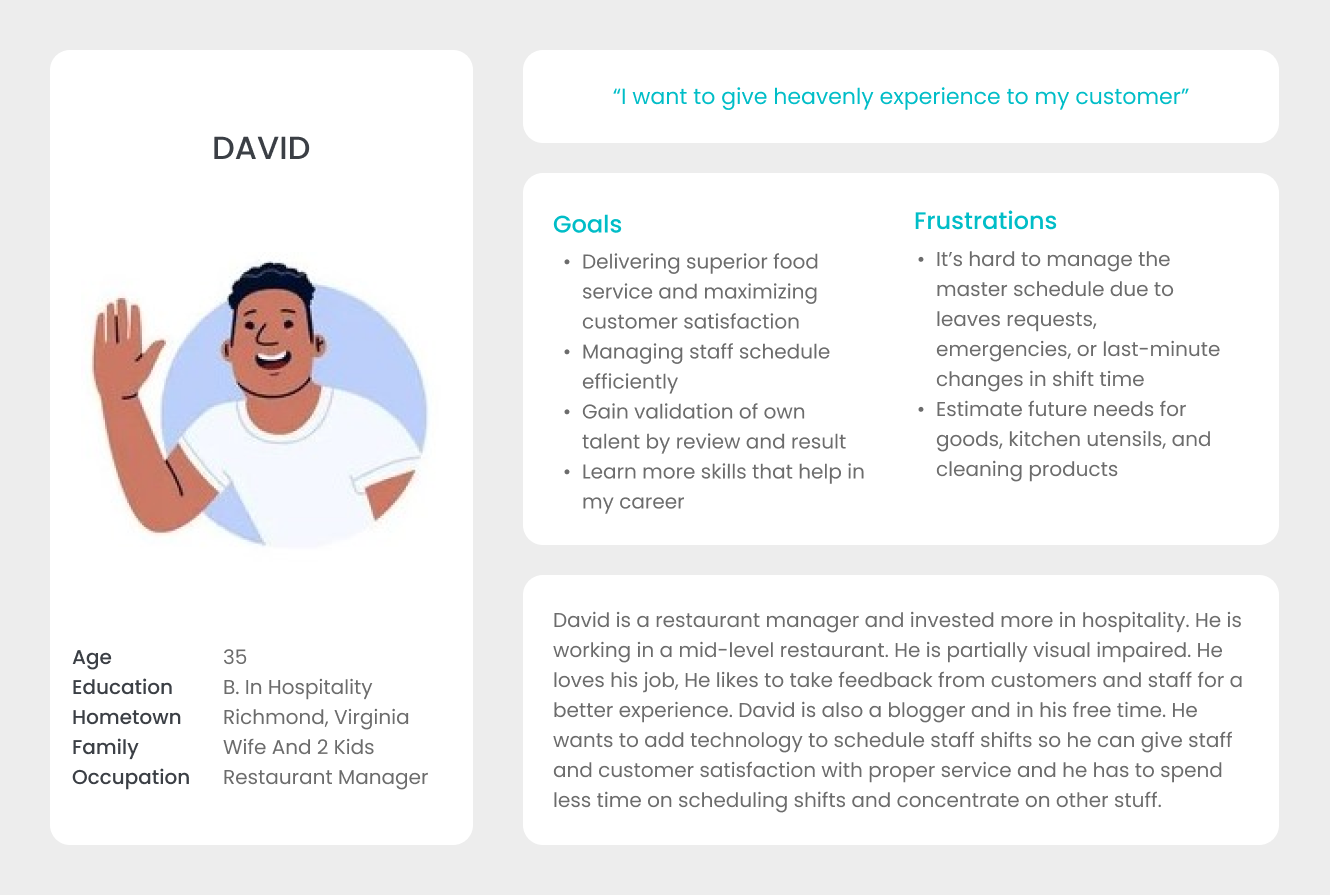 DAVID
Age 35
Education B. In Hospitality
Hometown Richmond, Virginia
Family Wife And 2 Kids
Occupation Restaurant Manager
“I want to give heavenly experience to my customer”
Goals
• Delivering superior food
service and maximizing
customer satisfaction
• Managing staff schedule
efficiently
• Gain validation of own
talent by review and result
• Learn more skills that help in
my career
Frustrations
• It’s hard to manage the
master schedule due to
leaves requests,
emergencies, or last-minute
changes in shift time
• Estimate future needs for
goods, kitchen utensils, and
cleaning products
David is a restaurant manager and invested more in hospitality. He is
working in a mid-level restaurant. He is partially visual impaired. He
loves his job, He likes to take feedback from customers and staff for a
better experience. David is also a blogger and in his free time. He
wants to add technology to schedule staff shifts so he can give staff
and customer satisfaction with proper service and he has to spend
less time on scheduling shifts and concentrate on other stuff.